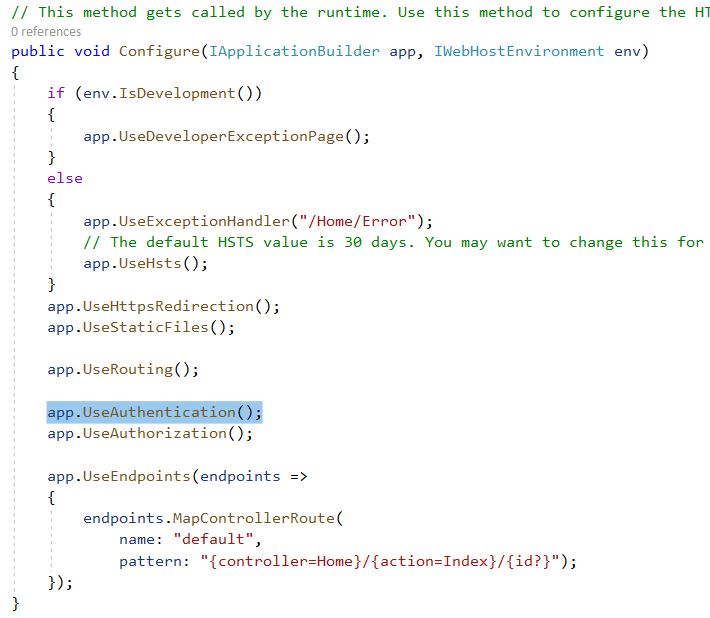 // This method gets called by the runtime. Use this method to configure the HT
0 references
public void Configure(IApplicationBuilder app, IWebHostEnvironment env)
{
    if (env.IsDevelopment())
    {
        app.UseDeveloperExceptionPage();
    }
    else
    {
        app.UseExceptionHandler("/Home/Error");
        // The default HSTS value is 30 days. You may want to change this for
        app.UseHsts();
    }
    app.UseHttpsRedirection();
    app.UseStaticFiles();

    app.UseRouting();

    app.UseAuthentication();
    app.UseAuthorization();

    app.UseEndpoints(endpoints =>
    {
        endpoints.MapControllerRoute(
            name: "default",
            pattern: "{controller=Home}/{action=Index}/{id?}");
    });
}